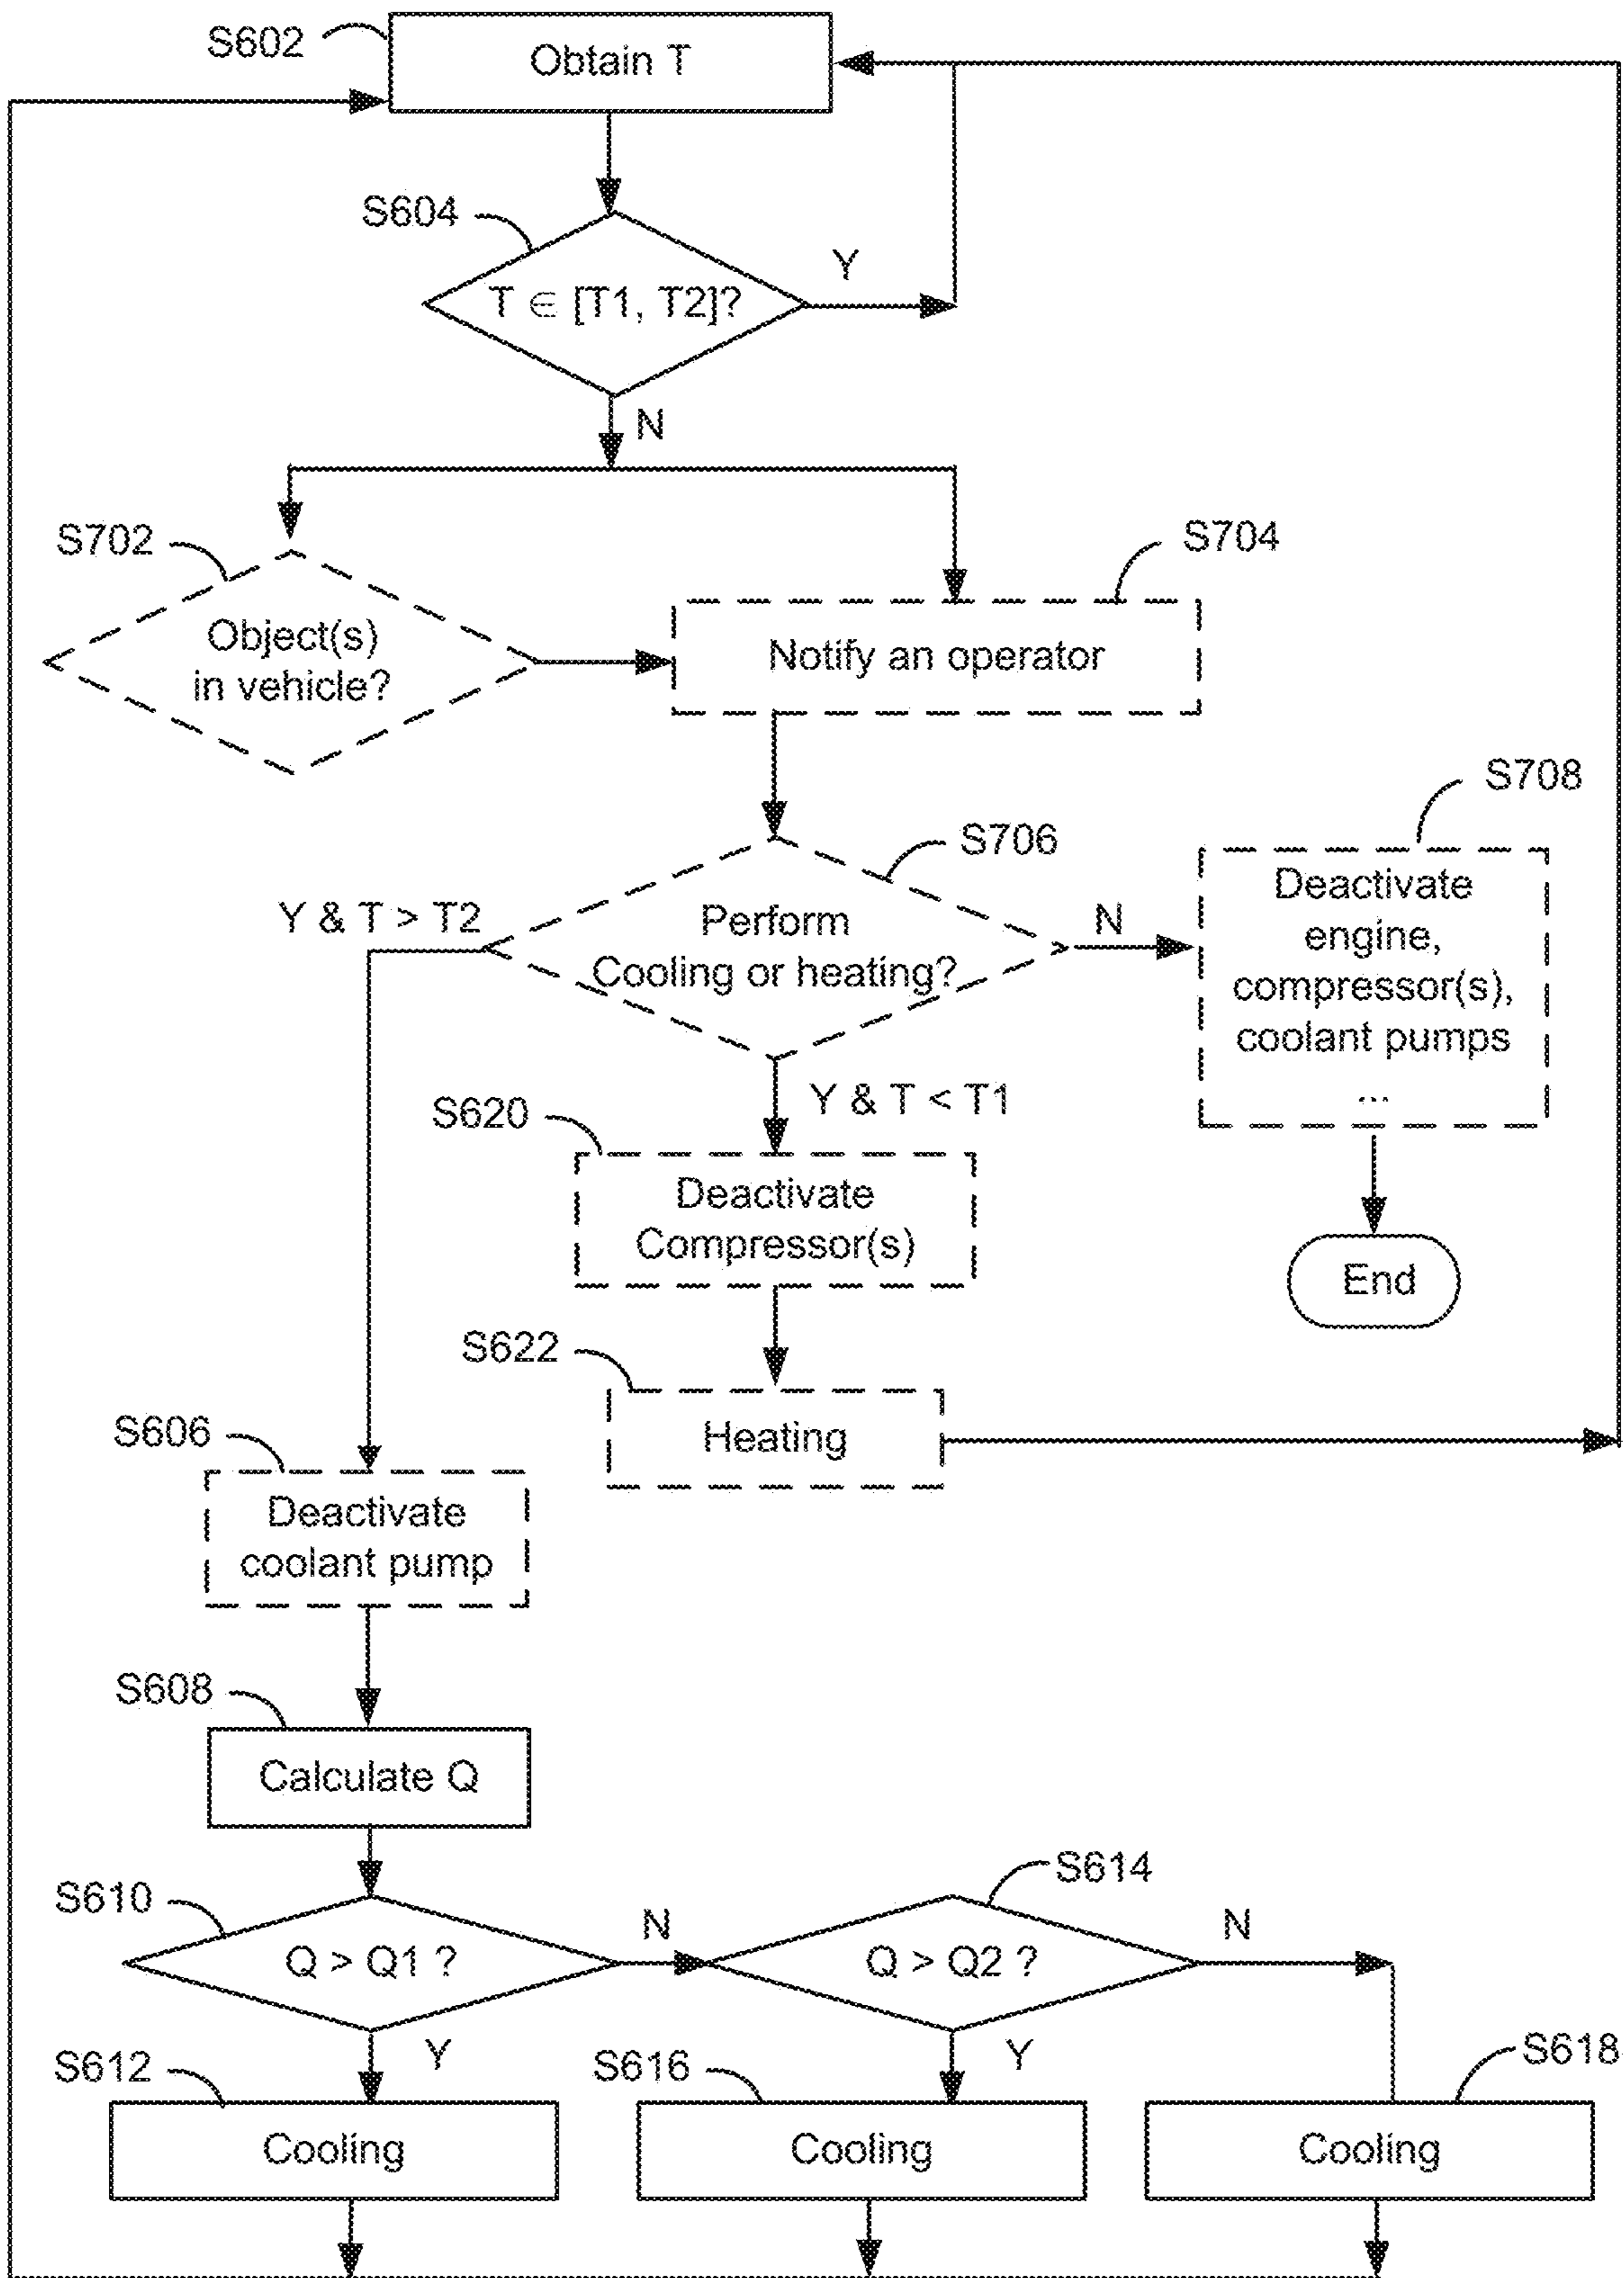 S602
Obtain T
S604
T ∈ [T1, T2]?
Y
N
S702
Object(s)
in vehicle?
S704
Notify an operator
S706
Perform
Cooling or heating?
Y & T > T2
N
S708
Deactivate
engine,
compressor(s),
coolant pumps
...
Y & T < T1
S620
Deactivate
Compressor(s)
End
S622
Heating
S606
Deactivate
coolant pump
S608
Calculate Q
S610
Q > Q1 ?
N
S614
Q > Q2 ?
N
Y
Y
S612
Cooling
S616
Cooling
S618
Cooling